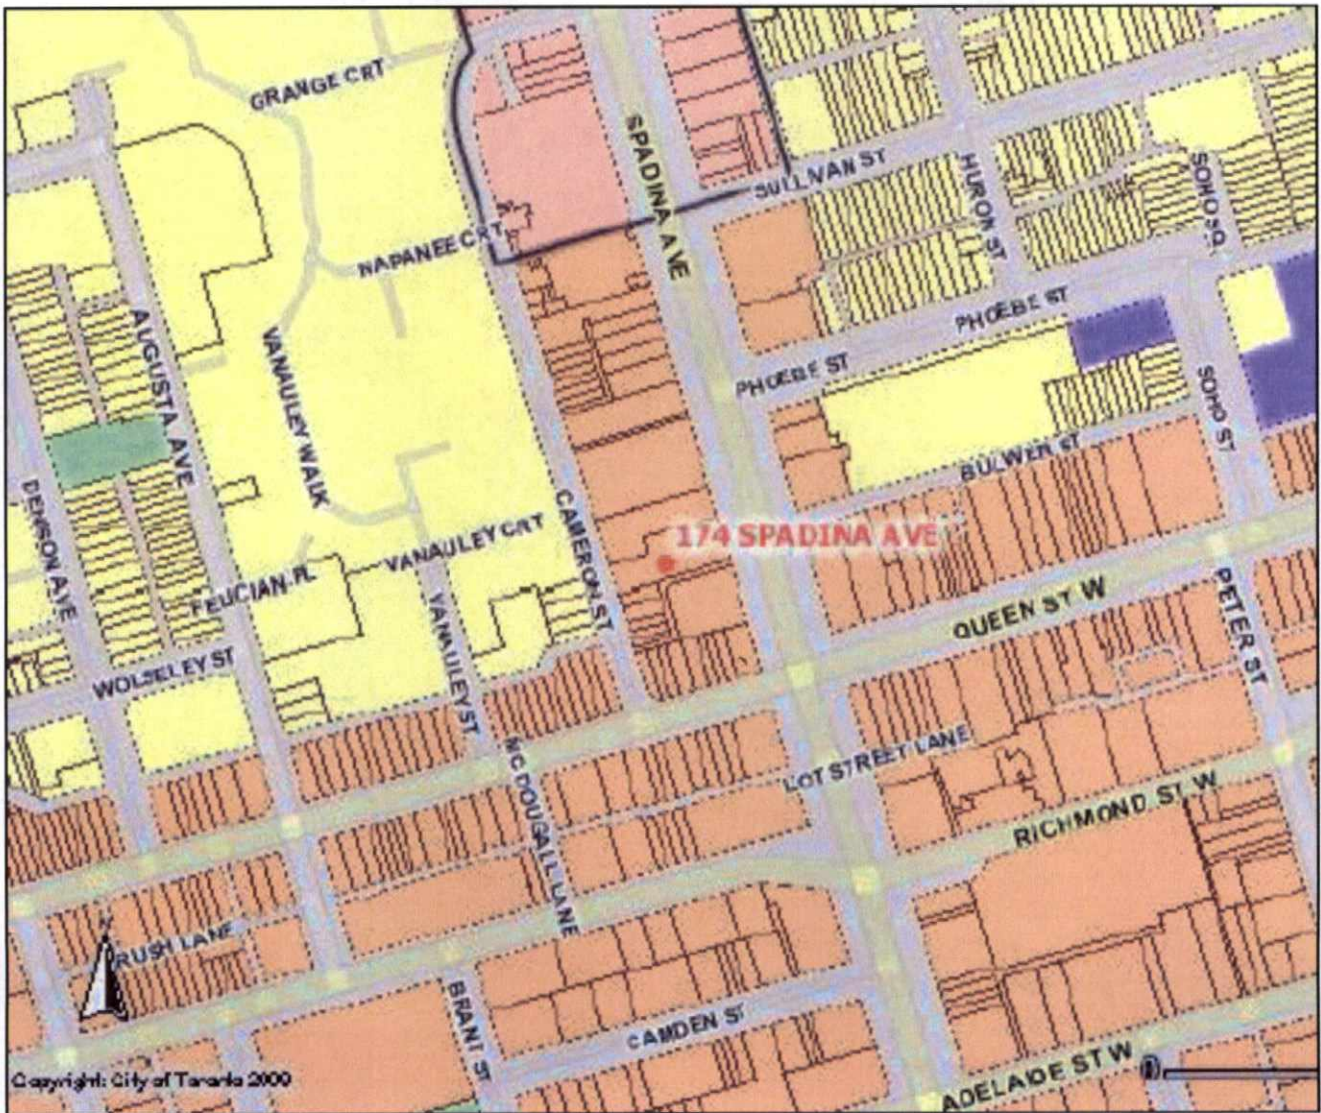 GRANGE CRT
SPADINA AVE
SULLIVAN ST
HURON ST
SOHO SQ
NAPANEE CRT
PHOEBE ST
PHOEBE ST
AUGUSTA AVE
VANAULEY WALK
SOHO ST
BULWER ST
DENISON AVE
CAMERON ST
VANAULEY CRT
174 SPADINA AVE
FELICIAN PL
VANAULEY ST
QUEEN ST W
PETER ST
WOLSELEY ST
MCDOUGALL LANE
LOT STREET LANE
RICHMOND ST W
RUSH LANE
BRANT ST
CAMDEN ST
ADELAIDE ST W
Copyright: City of Toronto 2000
0